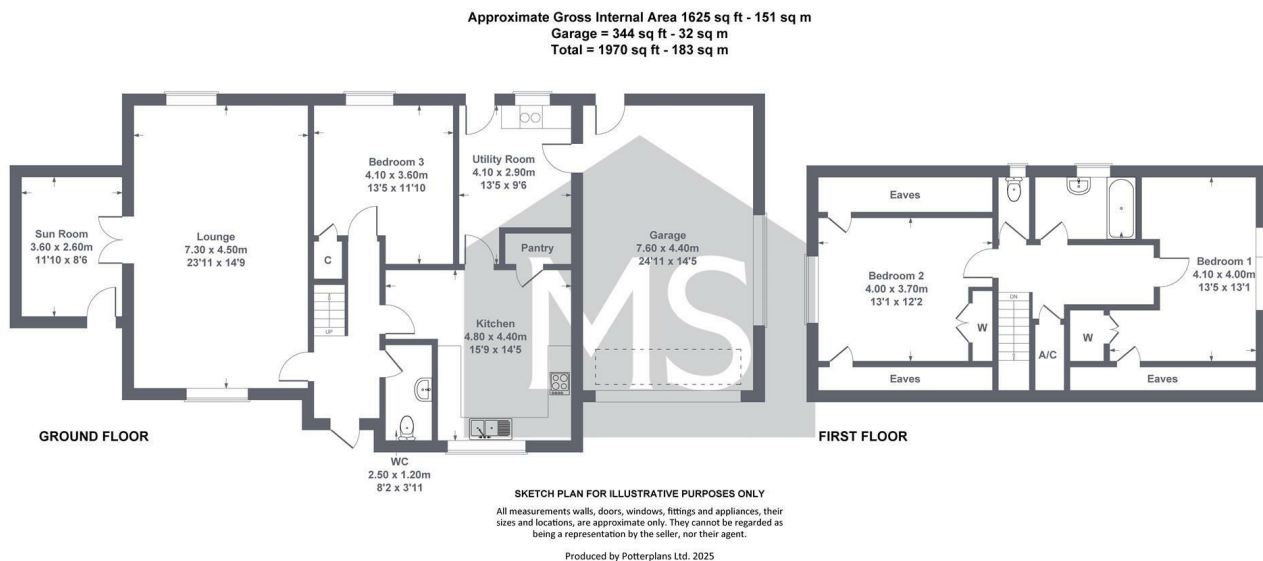 Approximate Gross Internal Area 1625 sq ft - 151 sq m
Garage = 344 sq ft - 32 sq m
Total = 1970 sq ft - 183 sq m
Sun Room
3.60 x 2.60m
11'10 x 8'6
Lounge
7.30 x 4.50m
23'11 x 14'9
Bedroom 3
4.10 x 3.60m
13'5 x 11'10
C
UP
Utility Room
4.10 x 2.90m
13'5 x 9'6
Pantry
Kitchen
4.80 x 4.40m
15'9 x 14'5
WC
2.50 x 1.20m
8'2 x 3'11
Garage
7.60 x 4.40m
24'11 x 14'5
MS
GROUND FLOOR
Eaves
Bedroom 2
4.00 x 3.70m
13'1 x 12'2
W
Eaves
DN
A/C
W
Bedroom 1
4.10 x 4.00m
13'5 x 13'1
Eaves
FIRST FLOOR
SKETCH PLAN FOR ILLUSTRATIVE PURPOSES ONLY
All measurements walls, doors, windows, fittings and appliances, their
sizes and locations, are approximate only. They cannot be regarded as
being a representation by the seller, nor their agent.
Produced by Potterplans Ltd. 2025